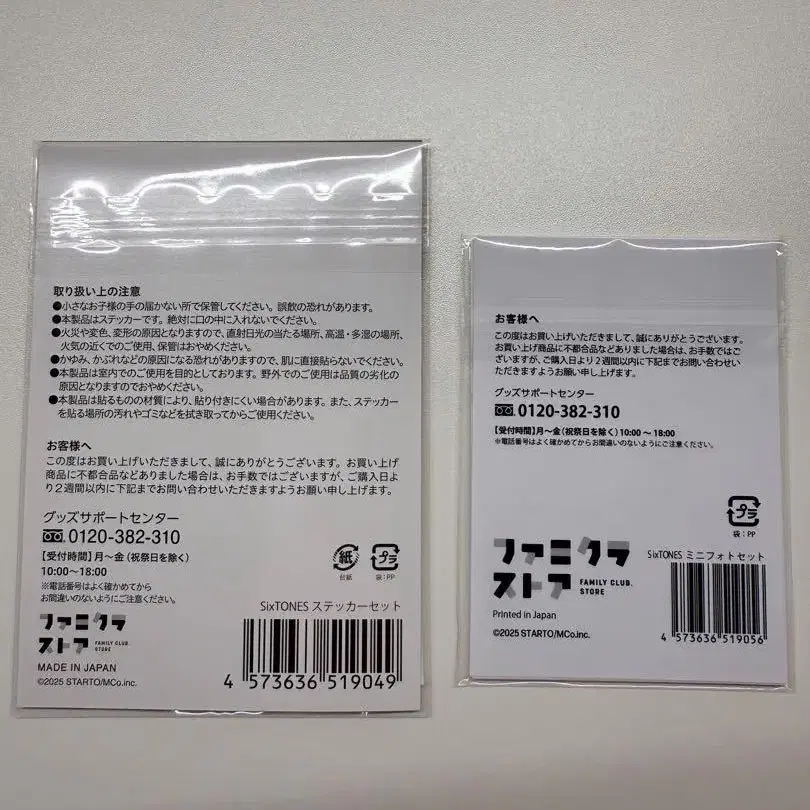 取り扱い上の注意
●小さなお子様の手の届かない所で保管してください。誤飲の恐れがあります。
●本製品はステッカーです。絶対に口の中に入れないでください。
●火災や変色、変形の原因となりますので、直射日光の当たる場所、高温・多湿の場所、
火気の近くでのご使用、保管はおやめください。
●かゆみ、かぶれなどの原因になる恐れがありますので、肌に直接貼らないでください。
●本製品は室内でのご使用を目的としております。野外でのご使用は品質の劣化の
原因となりますのでおやめください。
●本製品は貼るものの材質により、貼り付きにくい場合があります。また、ステッカー
を貼る場所の汚れやゴミなどを拭き取ってからご使用ください。
お客様へ
この度はお買い上げいただきまして、誠にありがとうございます。お買い上げ
商品に不都合品などありました場合は、お手数ではございますが、ご購入日よ
り2週間以内に下記までお問い合わせいただきますようお願い申し上げます。
グッズサポートセンター
0120-382-310
【受付時間】月〜金(祝祭日を除く)
10:00〜18:00
※電話番号はよく確かめてから
お間違いのないようにご注意ください。
紙
台紙
プラ
袋:PP
ファミクラ
ストア
FAMILY CLUB.
STORE
MADE IN JAPAN
©2025 STARTO/MCo.inc.
SixTONES ステッカーセット
4 573636 519049
お客様へ
この度はお買い上げいただきまして、誠にありがとうございます。
お買い上げ商品に不都合品などありました場合は、お手数ではご
ざいますが、ご購入日より2週間以内に下記までお問い合わせい
ただきますようお願い申し上げます。
グッズサポートセンター
0120-382-310
【受付時間】月〜金(祝祭日を除く)10:00〜18:00
※電話番号はよく確かめてからお間違いのないようにご注意ください。
プラ
袋:PP
ファミクラ
ストア
FAMILY CLUB.
STORE
Printed in Japan
©2025 STARTO/MCo.inc.
SixTONES ミニフォトセット
4 573636 519056